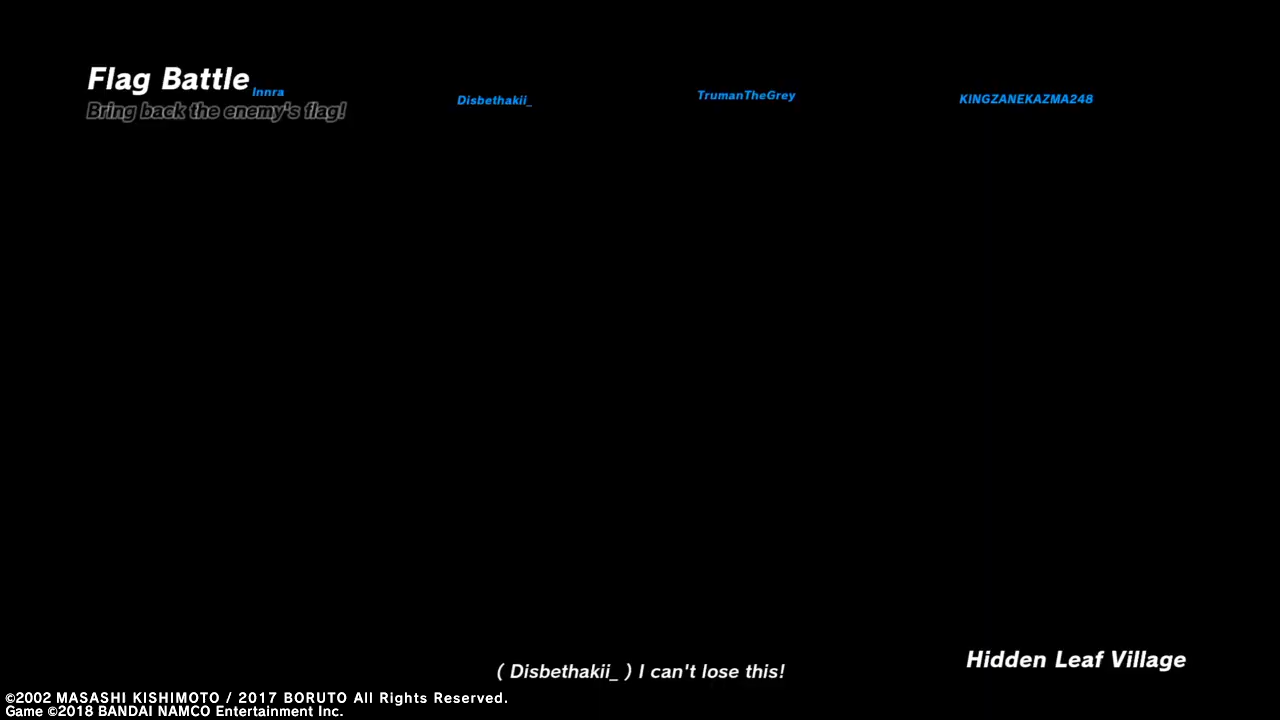 Flag Battle
Innra
Disbethakii_
TrumanTheGrey
KINGZANEKAZMA248
Bring back the enemy's flag!
Hidden Leaf Village
( Disbethakii_ ) I can't lose this!
©2002 MASASHI KISHIMOTO / 2017 BORUTO All Rights Reserved.
Game ©2018 BANDAI NAMCO Entertainment Inc.